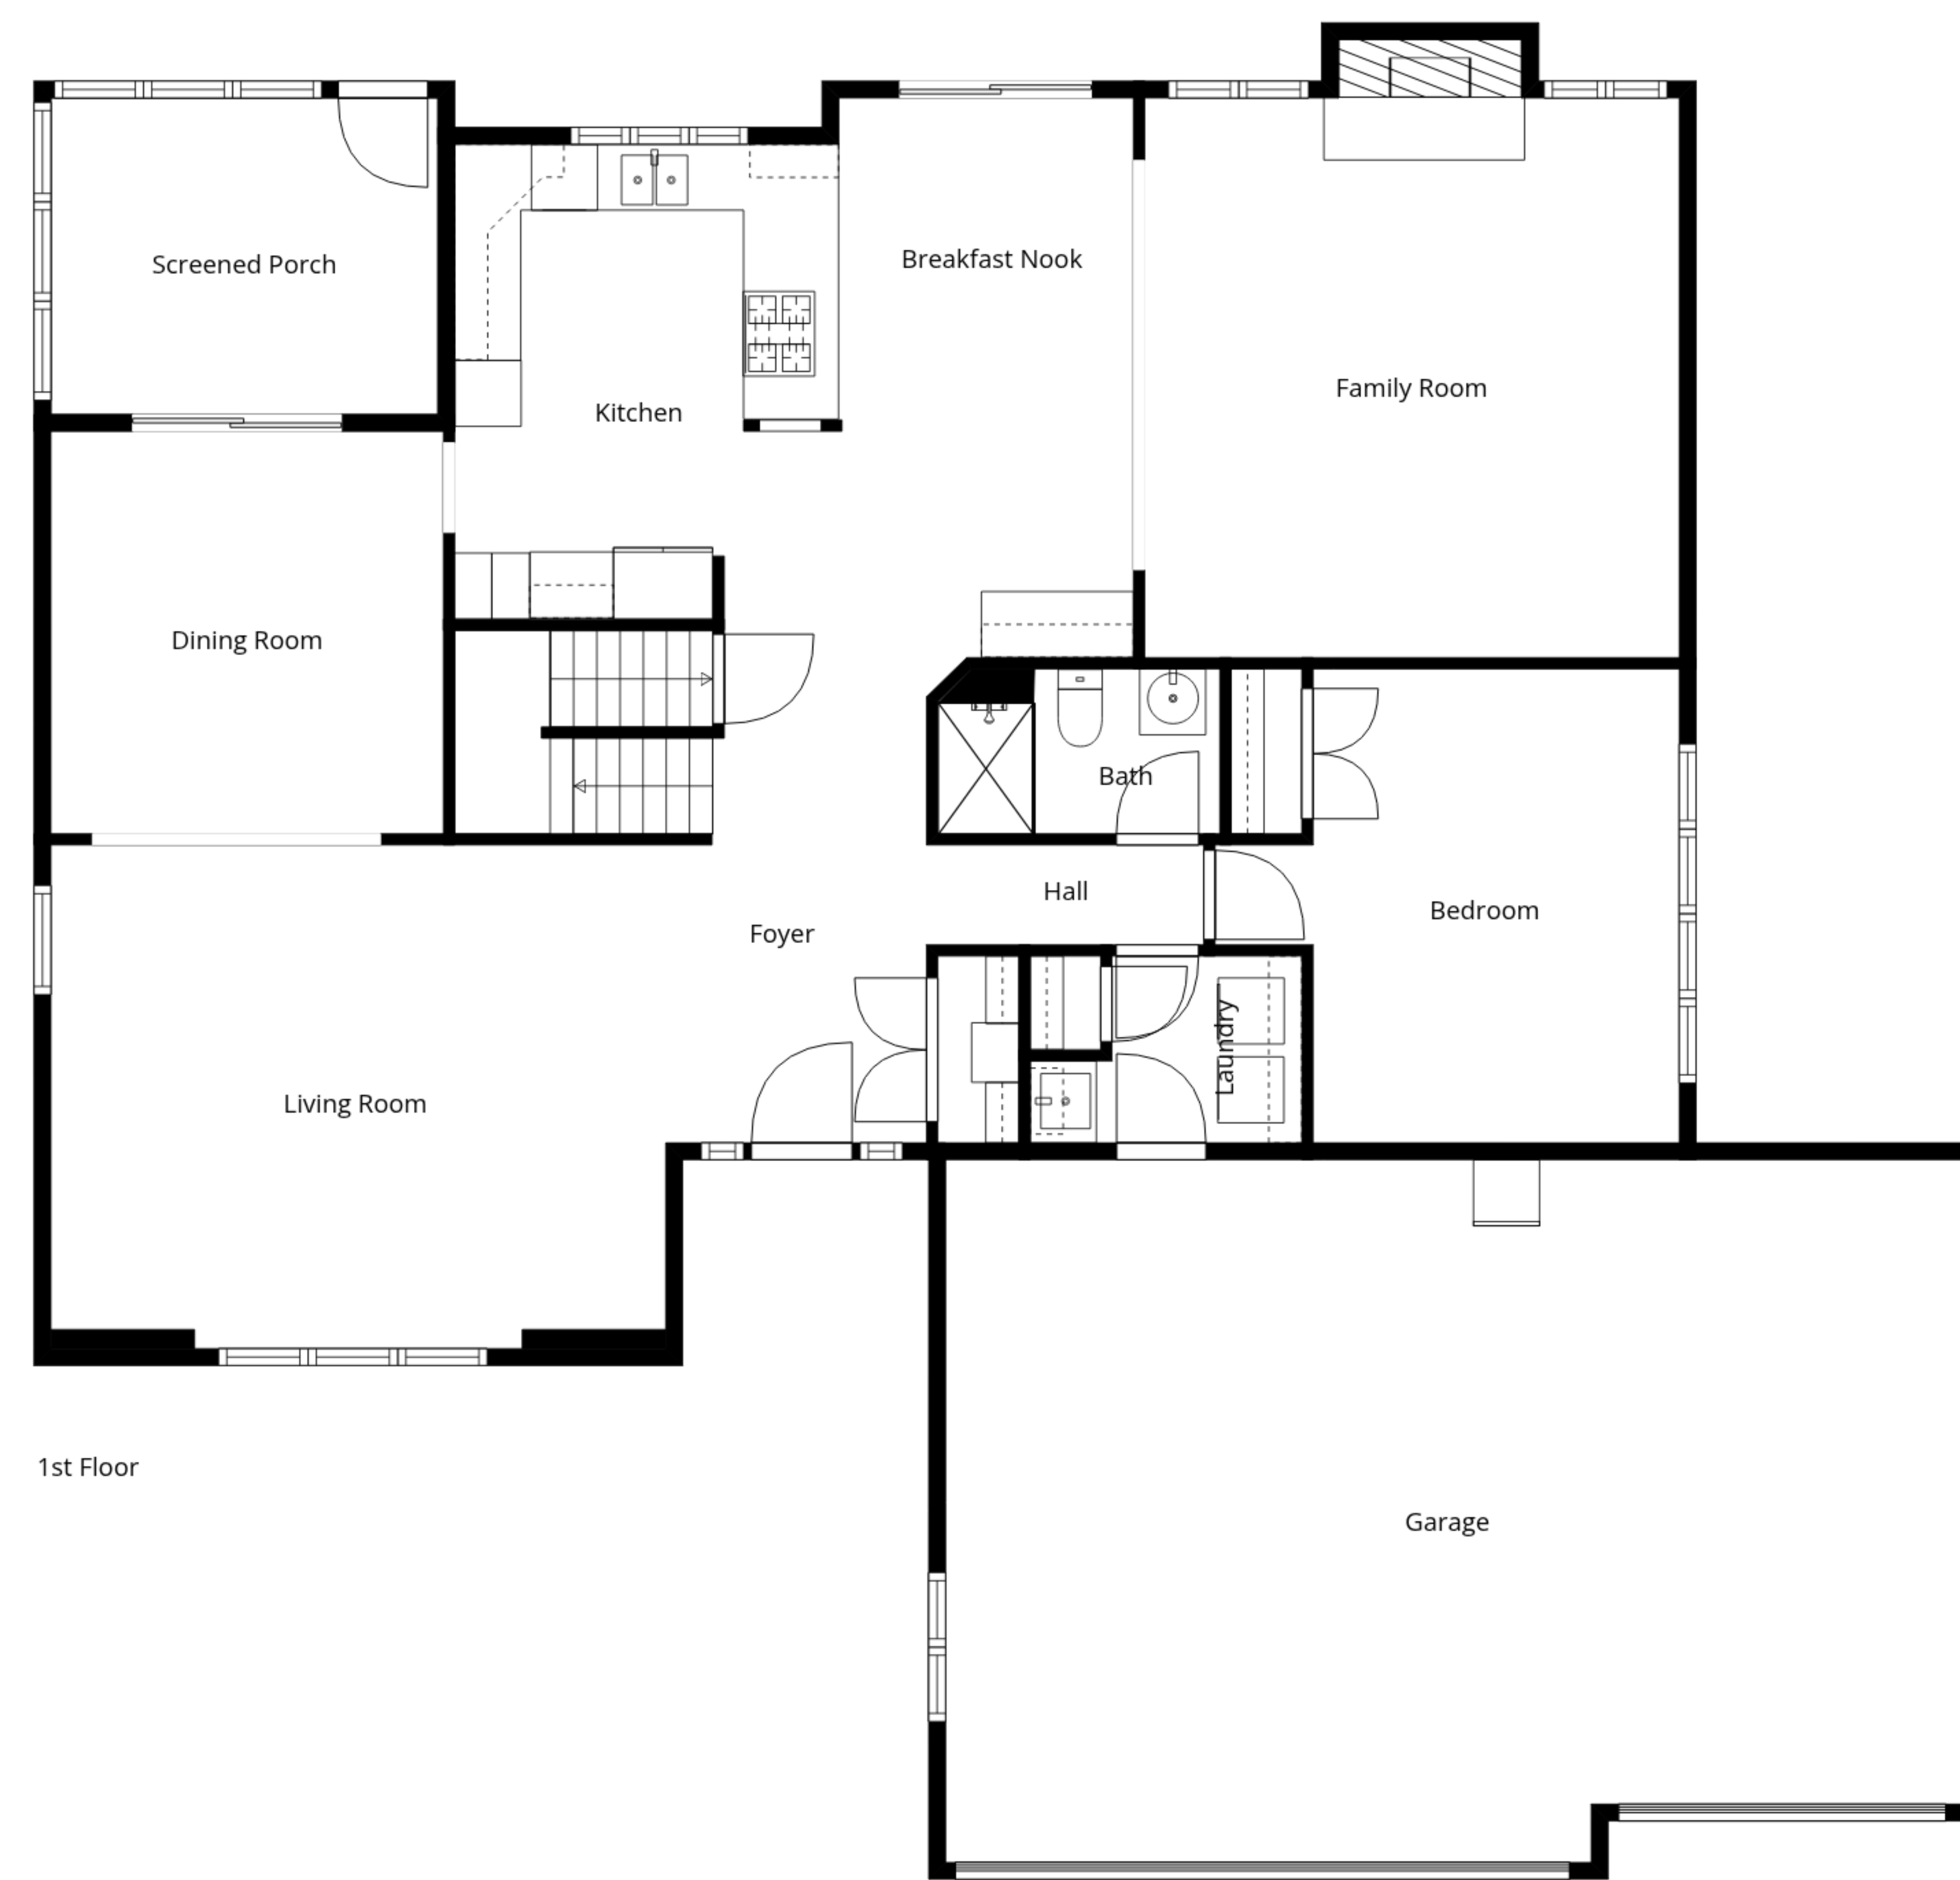 Screened Porch
Breakfast Nook
Family Room
Kitchen
Dining Room
Bath
Hall
Bedroom
Foyer
Laundry
Living Room
1st Floor
Garage